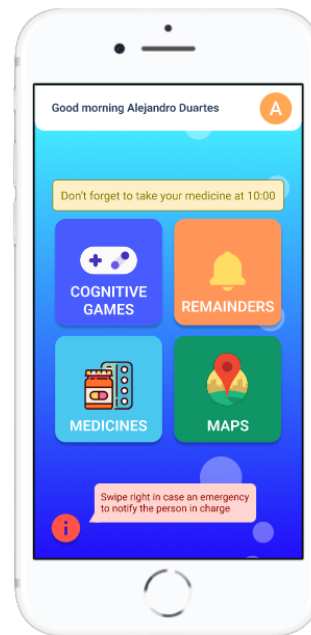 Good morning Alejandro Duartes
A
Don't forget to take your medicine at 10:00
COGNITIVE
GAMES
REMAINDERS
MEDICINES
MAPS
Swipe right in case an emergency
to notify the person in charge
i